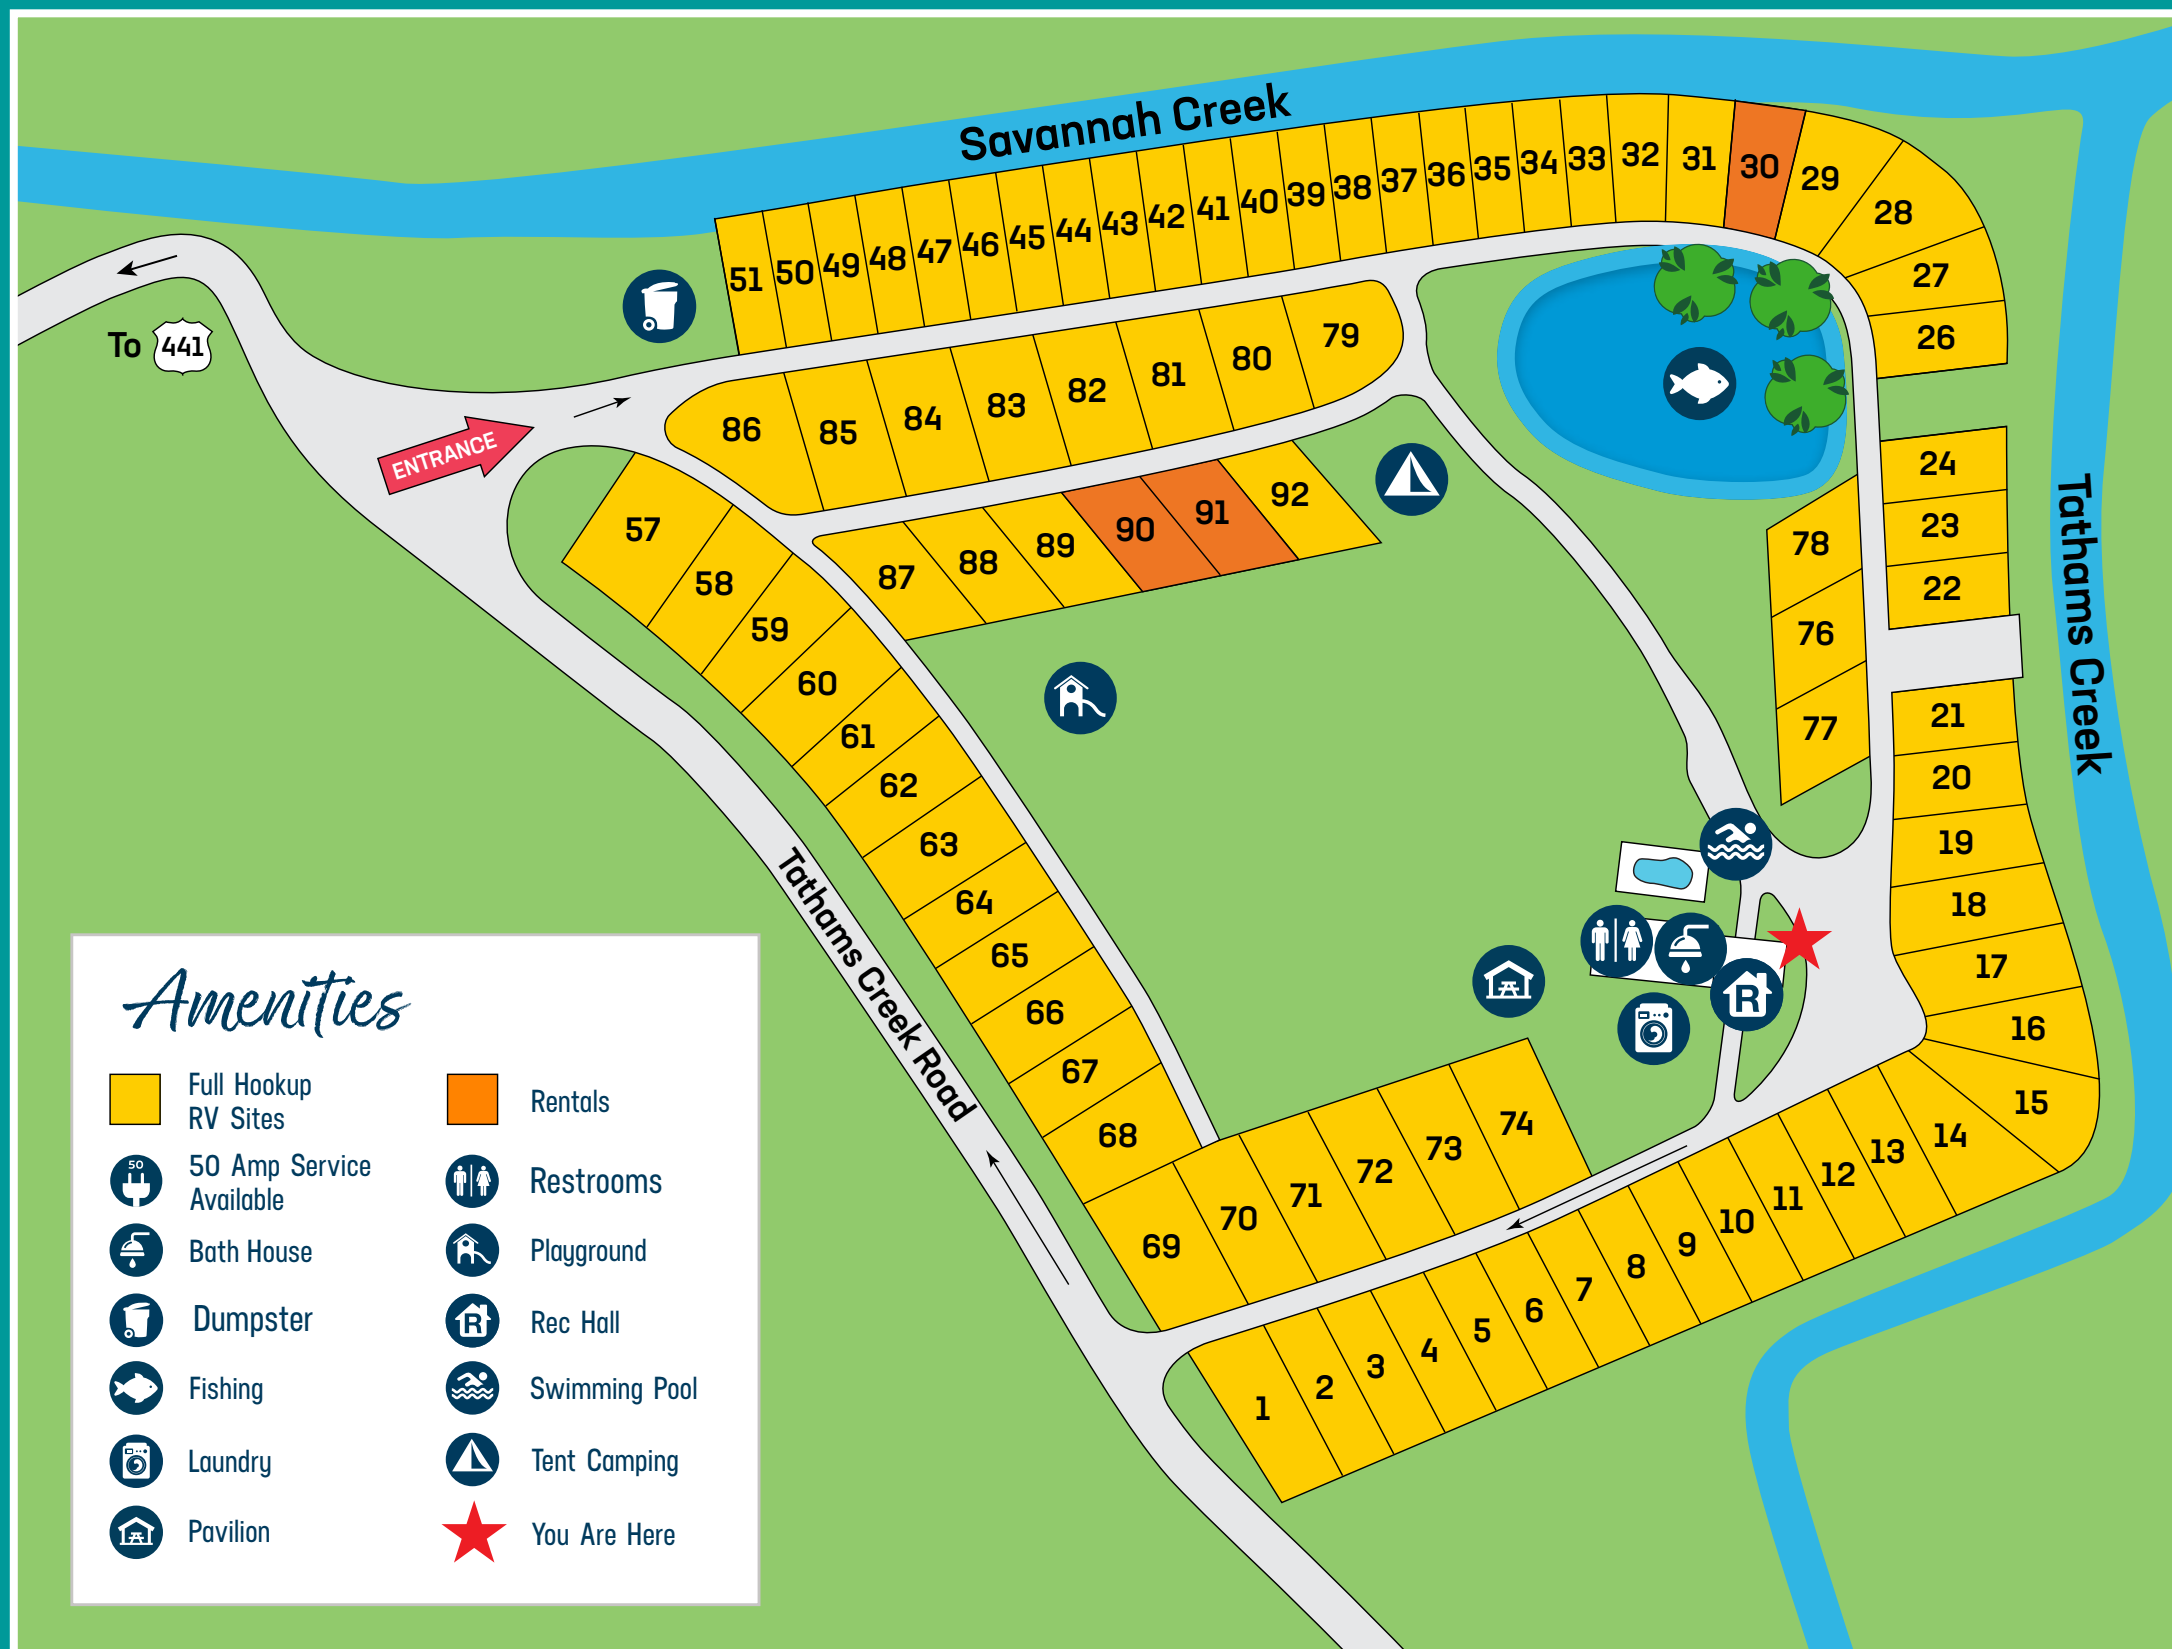 Savannah Creek
51 50 49 48 47 46 45 44 43 42 41 40 39 38 37 36 35 34 33 32 31 30 29
28
27
26
To 441
ENTRANCE
86 85 84 83 82 81 80 79
87 88 89 90 91 92
24
23
22
78
76
77
Tathams Creek
57
58
59
60
61
62
63
64
65
66
67
68
21
20
19
18
17
16
15
R
Tathams Creek Road
69 70 71 72 73 74
1 2 3 4 5 6 7 8 9 10 11 12 13 14
Amenities
Full Hookup
RV Sites
Rentals
50
50 Amp Service
Available
Restrooms
Bath House
Playground
Dumpster
R
Rec Hall
Fishing
Swimming Pool
Laundry
Tent Camping
Pavilion
You Are Here